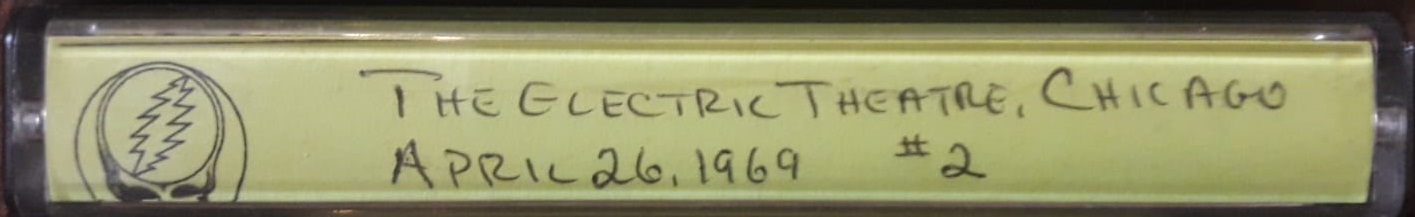 THE ELECTRIC THEATRE, CHICAGO
APRIL 26, 1969 #2